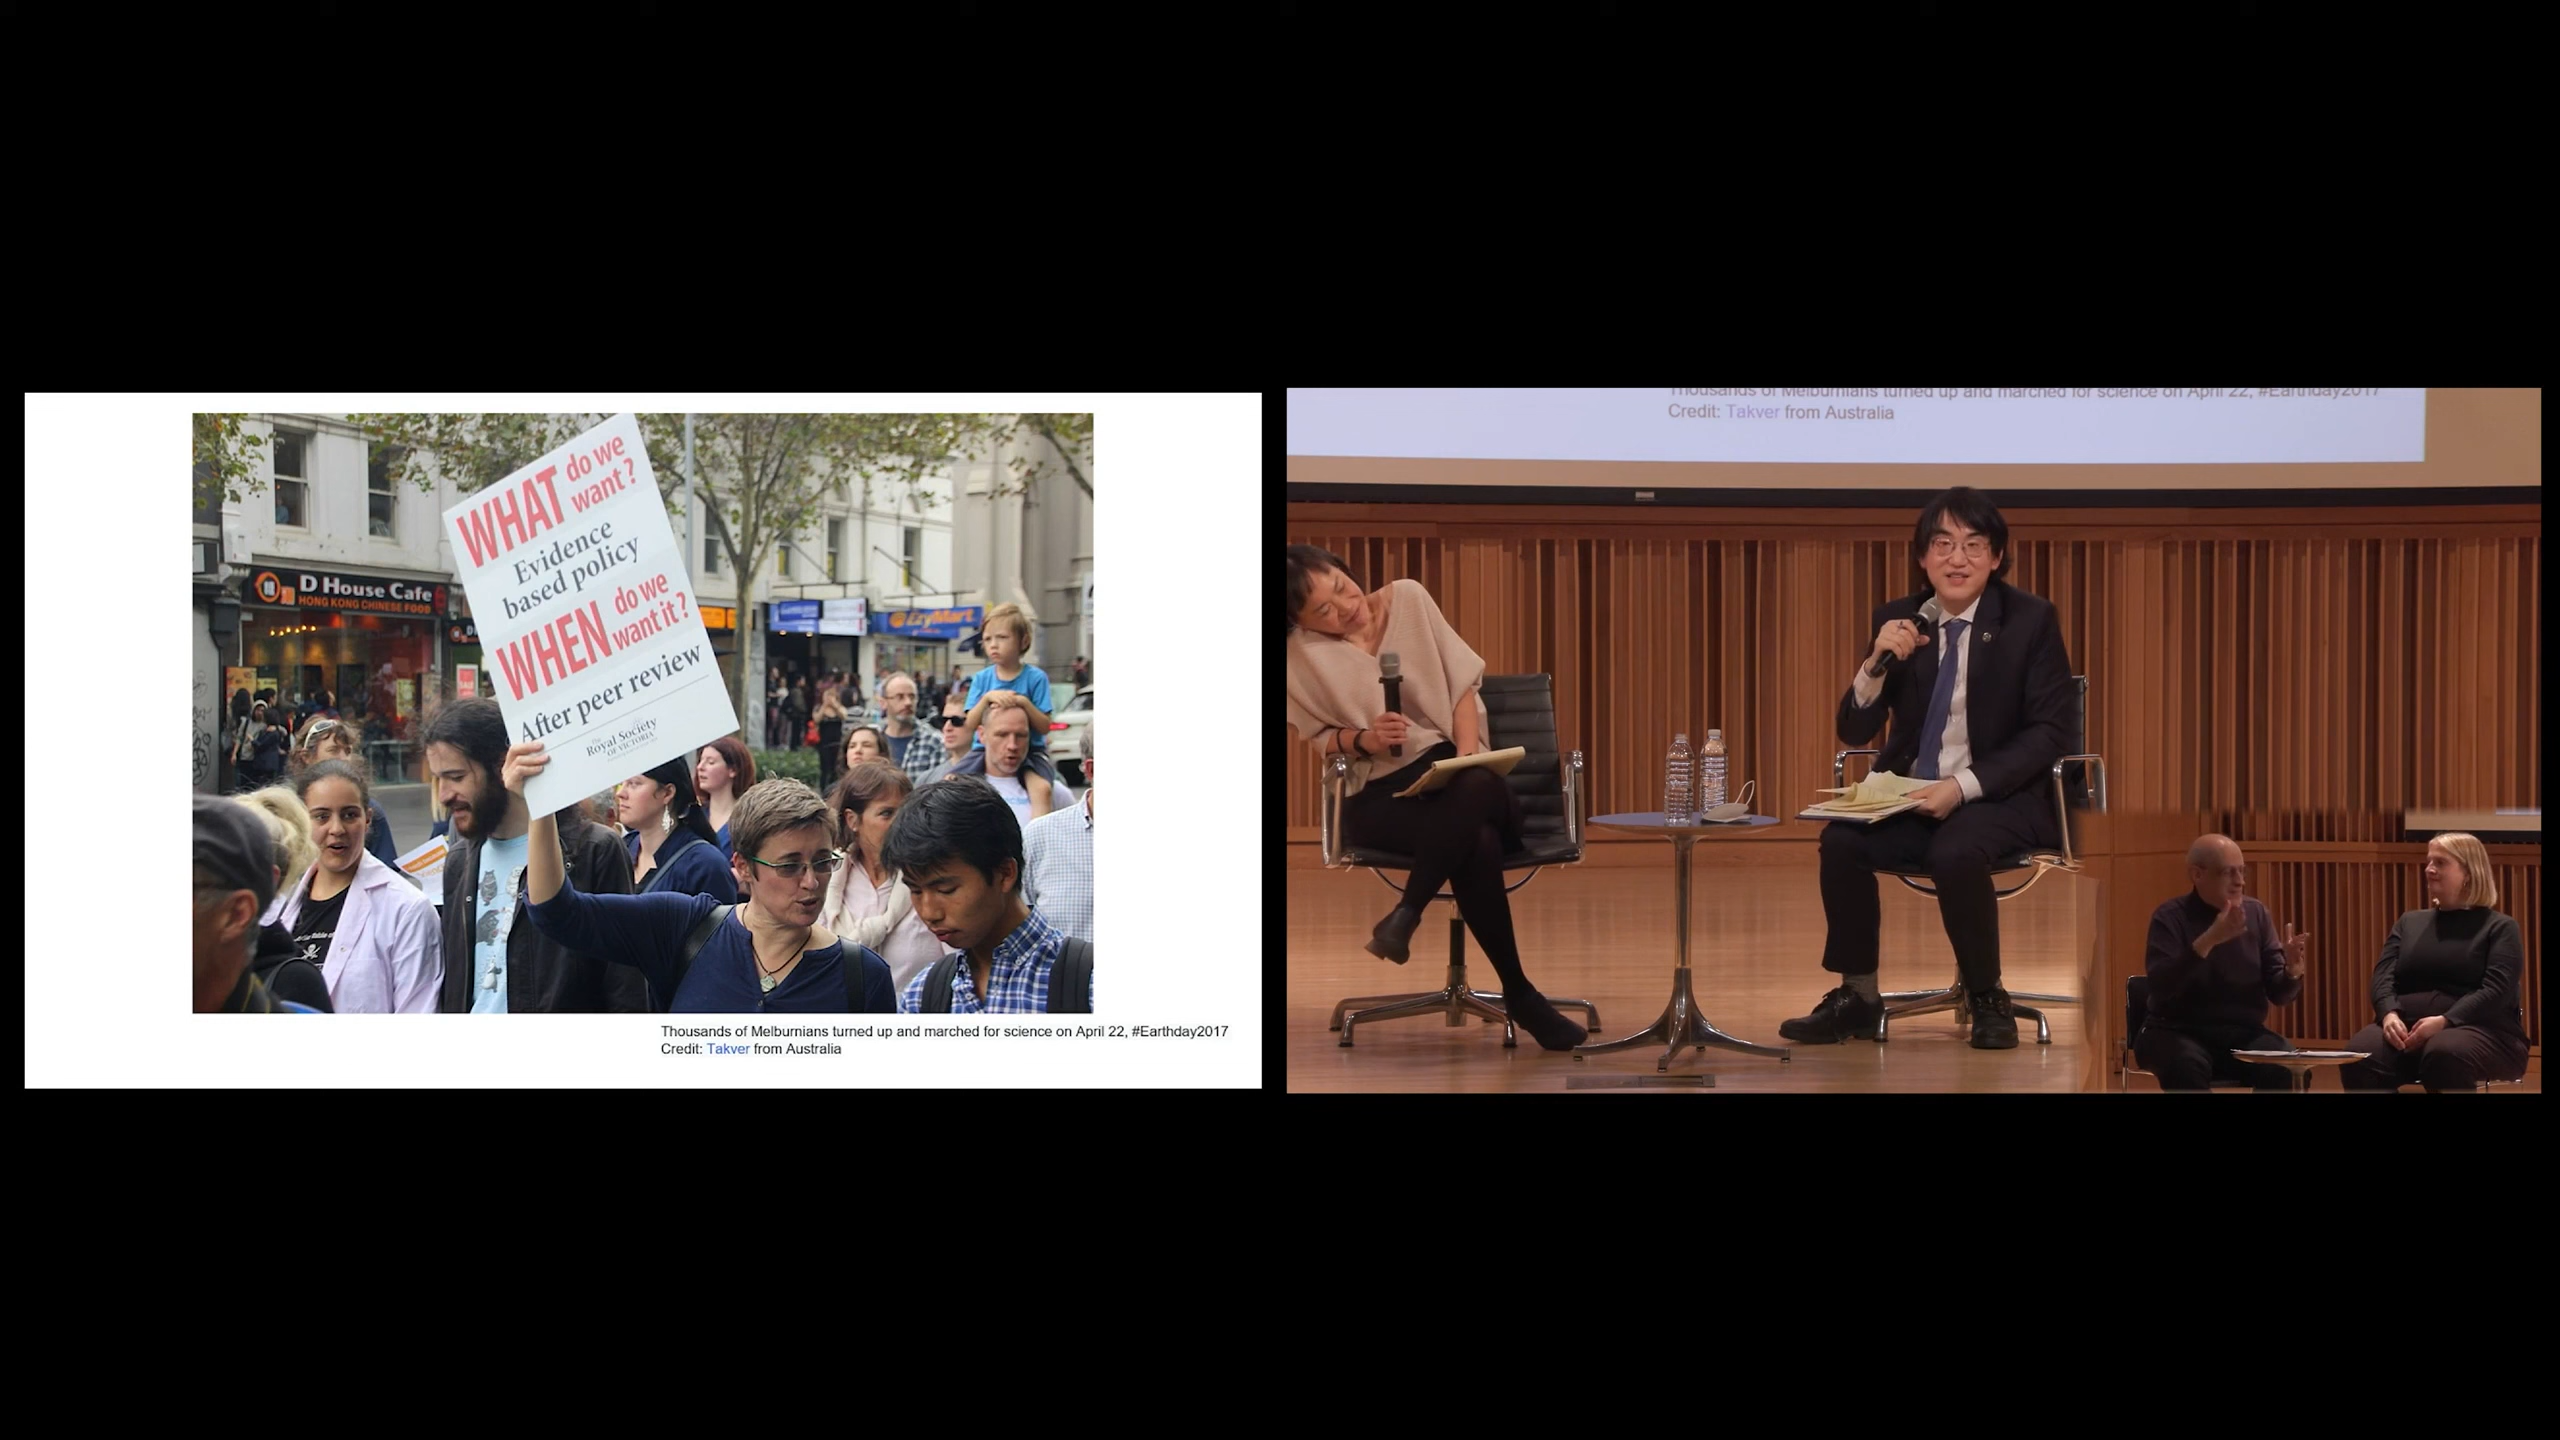 WHAT do we
want?
Evidence
based policy
WHEN do we
want it?
After peer review
The
Royal Society
OF VICTORIA
D House Cafe
HONG KONG CHINESE FOOD
EzyMart
Thousands of Melburnians turned up and marched for science on April 22, #Earthday2017
Credit: Takver from Australia
Thousands of Melburnians turned up and marched for science on April 22, #Earthday2017
Credit: Takver from Australia